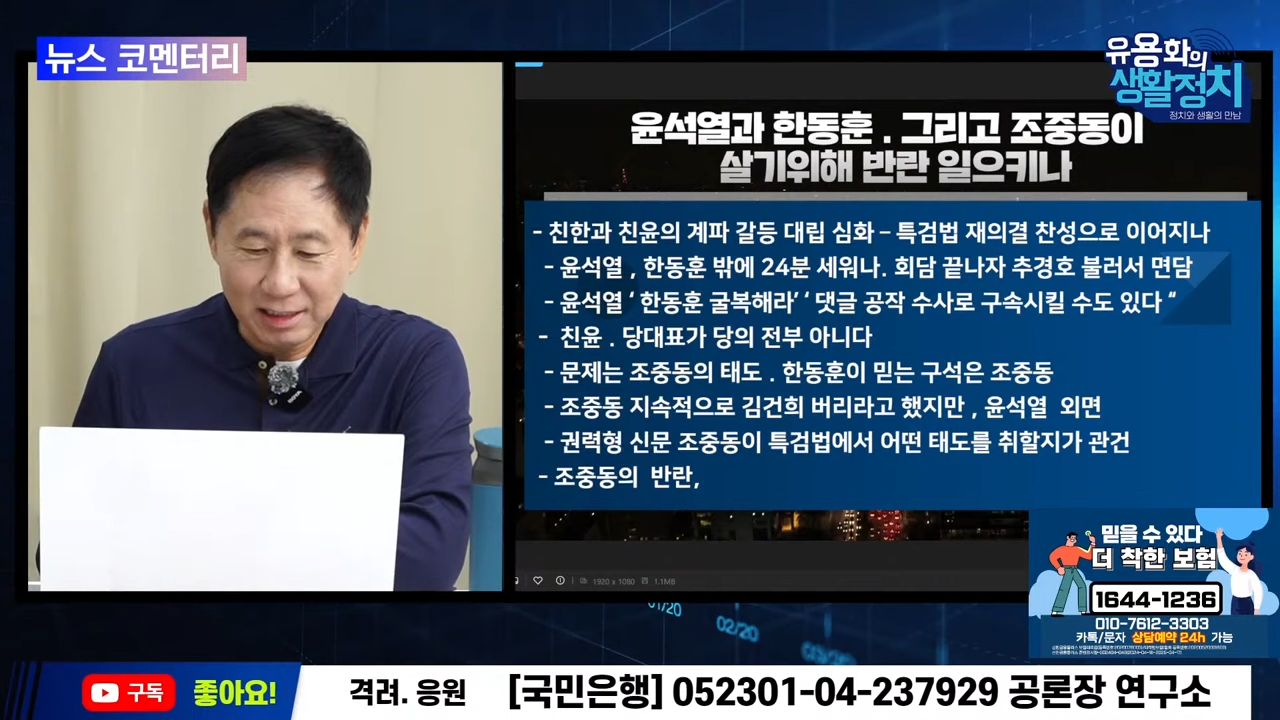 뉴스 코멘터리
유용화의
생활정치
정치와 생활의 만남
윤석열과 한동훈 . 그리고 조중동이
살기위해 반란 일으키나
- 친한과 친윤의 계파 갈등 대립 심화 – 특검법 재의결 찬성으로 이어지나
- 윤석열 , 한동훈 밖에 24분 세워나. 회담 끝나자 추경호 불러서 면담
- 윤석열 ‘ 한동훈 굴복해라’ ‘ 댓글 공작 수사로 구속시킬 수도 있다 “
- 친윤 . 당대표가 당의 전부 아니다
- 문제는 조중동의 태도 . 한동훈이 믿는 구석은 조중동
- 조중동 지속적으로 김건희 버리라고 했지만 , 윤석열 외면
- 권력형 신문 조중동이 특검법에서 어떤 태도를 취할지가 관건
- 조중동의 반란,
1920 x 1080 1.1MB
01/20
02/20
믿을 수 있다
더 착한 보험
1644-1236
010-7612-3303
카톡/문자 상담예약 24h 가능
구독 좋아요! 격려. 응원 [국민은행] 052301-04-237929 공론장 연구소